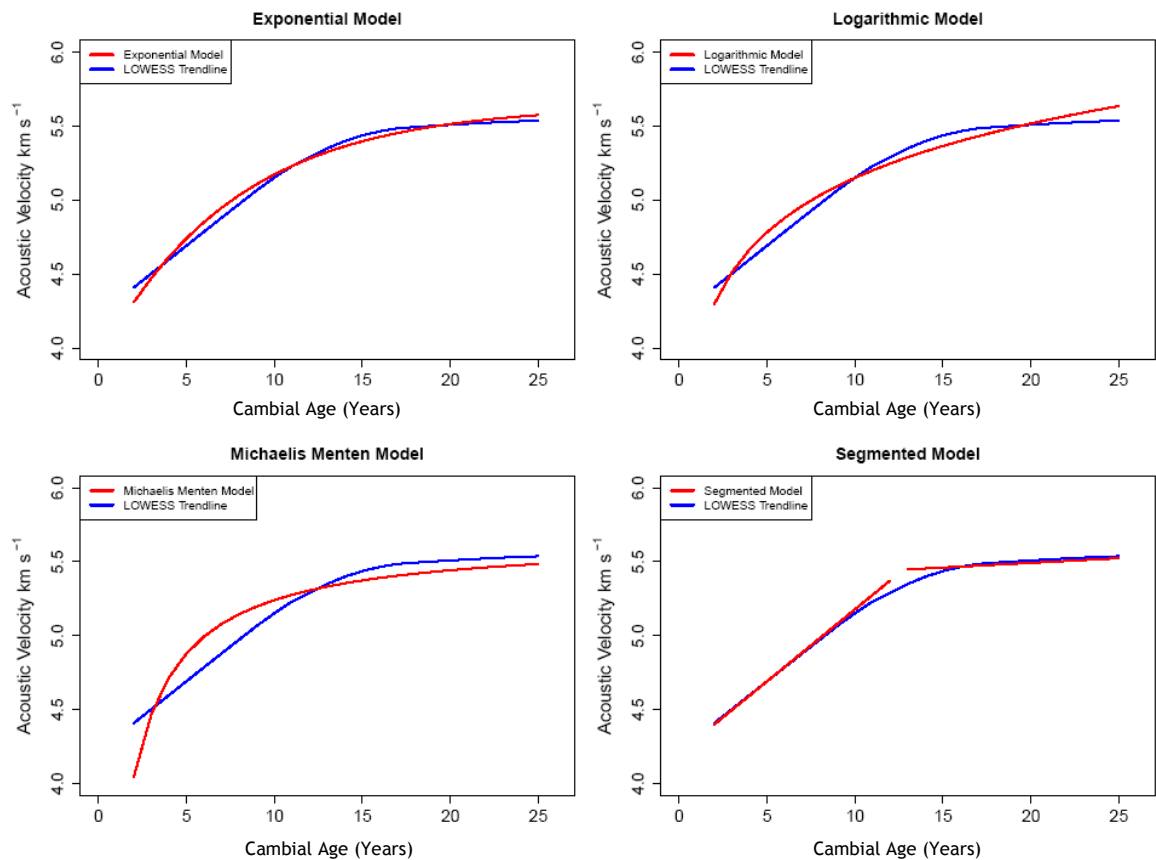 Exponential Model
Exponential Model
LOWESS Trendline
Acoustic Velocity km s⁻¹
6.0
5.5
5.0
4.5
4.0
0 5 10 15 20 25
Cambial Age (Years)
Logarithmic Model
Logarithmic Model
LOWESS Trendline
Acoustic Velocity km s⁻¹
6.0
5.5
5.0
4.5
4.0
0 5 10 15 20 25
Cambial Age (Years)
Michaelis Menten Model
Michaelis Menten Model
LOWESS Trendline
Acoustic Velocity km s⁻¹
6.0
5.5
5.0
4.5
4.0
0 5 10 15 20 25
Cambial Age (Years)
Segmented Model
Segmented Model
LOWESS Trendline
Acoustic Velocity km s⁻¹
6.0
5.5
5.0
4.5
4.0
0 5 10 15 20 25
Cambial Age (Years)